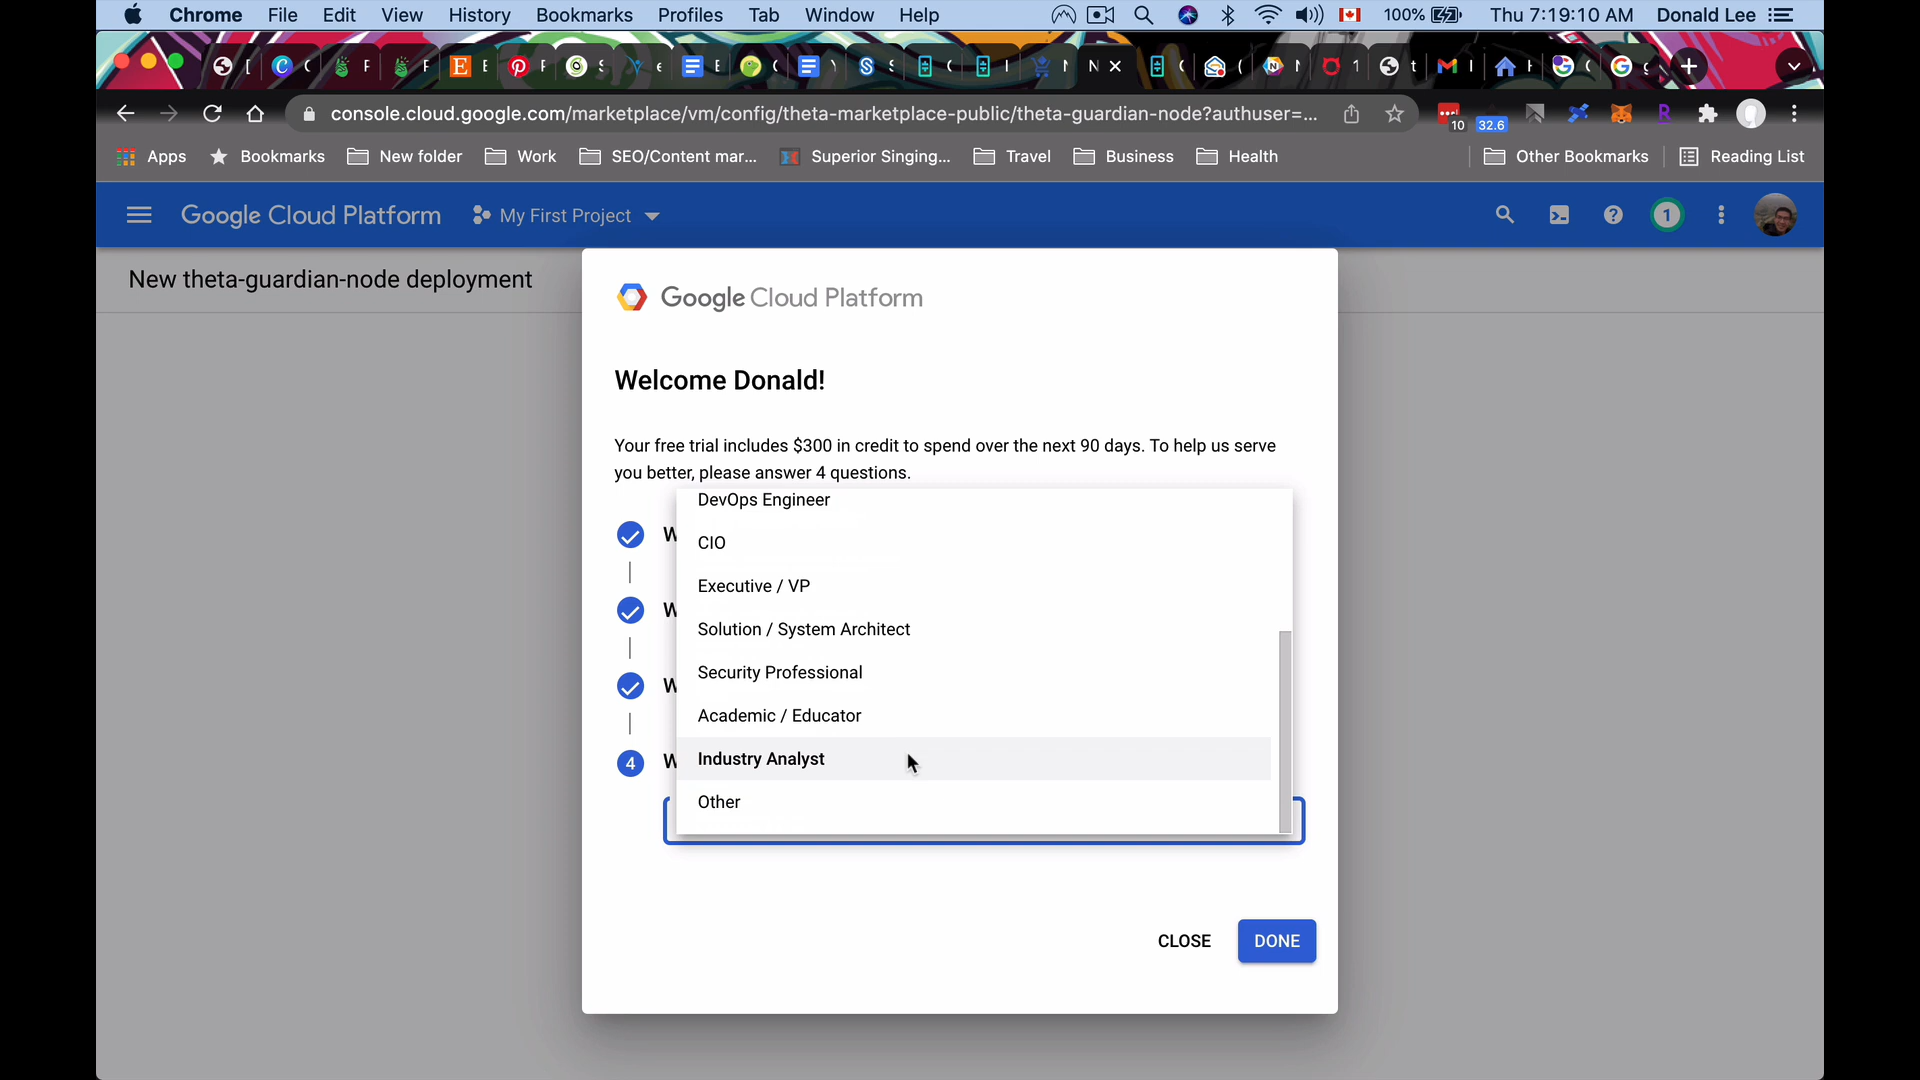 Chrome File Edit View History Bookmarks Profiles Tab Window Help 100% Thu 7:19:10 AM Donald Lee
console.cloud.google.com/marketplace/vm/config/theta-marketplace-public/theta-guardian-node?authuser=...
10 32.6
Apps Bookmarks New folder Work SEO/Content mar... Superior Singing... Travel Business Health Other Bookmarks Reading List
Google Cloud Platform My First Project 1
New theta-guardian-node deployment
Google Cloud Platform
Welcome Donald!
Your free trial includes $300 in credit to spend over the next 90 days. To help us serve
you better, please answer 4 questions.
DevOps Engineer
CIO
Executive / VP
Solution / System Architect
Security Professional
Academic / Educator
4
Industry Analyst
Other
CLOSE DONE